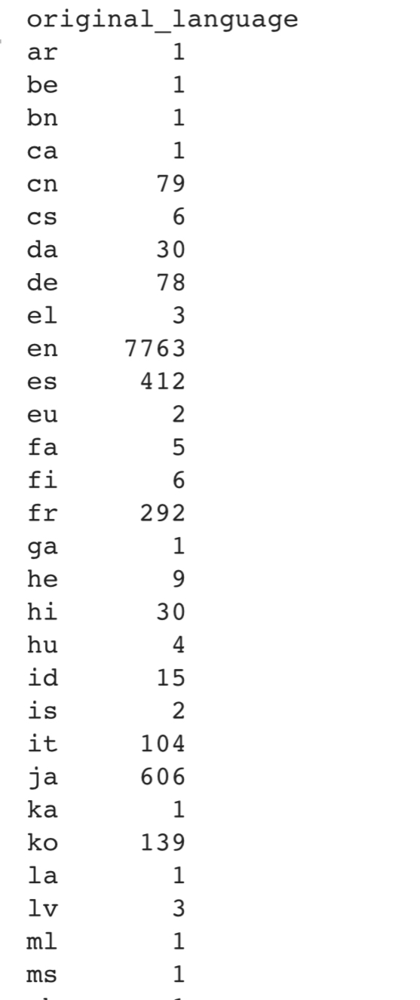 original_language
ar 1
be 1
bn 1
ca 1
cn 79
cs 6
da 30
de 78
el 3
en 7763
es 412
eu 2
fa 5
fi 6
fr 292
ga 1
he 9
hi 30
hu 4
id 15
is 2
it 104
ja 606
ka 1
ko 139
la 1
lv 3
ml 1
ms 1